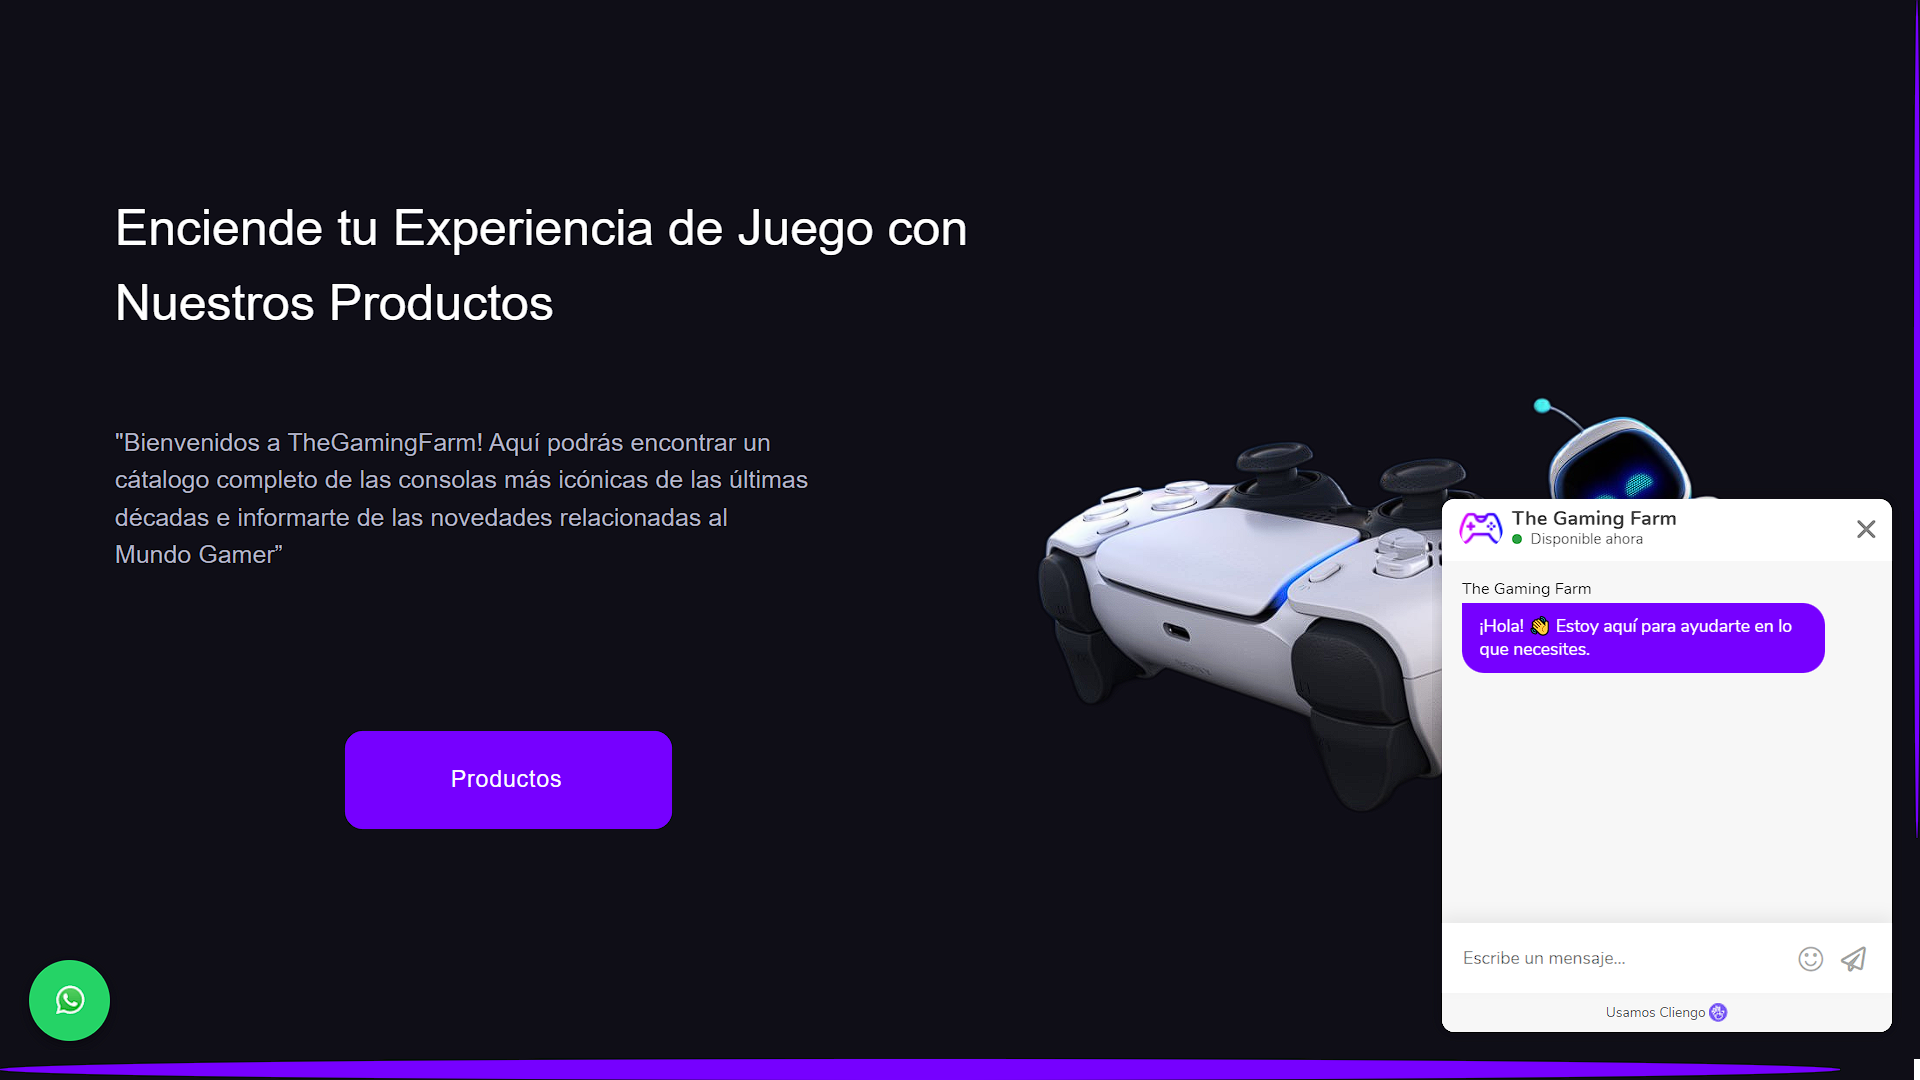 Enciende tu Experiencia de Juego con
Nuestros Productos
"Bienvenidos a TheGamingFarm! Aquí podrás encontrar un
cátalogo completo de las consolas más icónicas de las últimas
décadas e informarte de las novedades relacionadas al
Mundo Gamer”
Productos
The Gaming Farm
Disponible ahora
The Gaming Farm
¡Hola! 👋 Estoy aquí para ayudarte en lo
que necesites.
Escribe un mensaje...
Usamos Cliengo